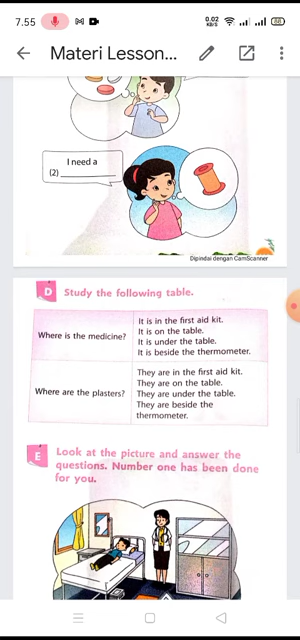 7.55
0.02
KB/S
58
Materi Lesson...
I need a
(2) __________
Dipindai dengan CamScanner
D Study the following table.
Where is the medicine?
It is in the first aid kit.
It is on the table.
It is under the table.
It is beside the thermometer.
Where are the plasters?
They are in the first aid kit.
They are on the table.
They are under the table.
They are beside the
thermometer.
E Look at the picture and answer the
questions. Number one has been done
for you.